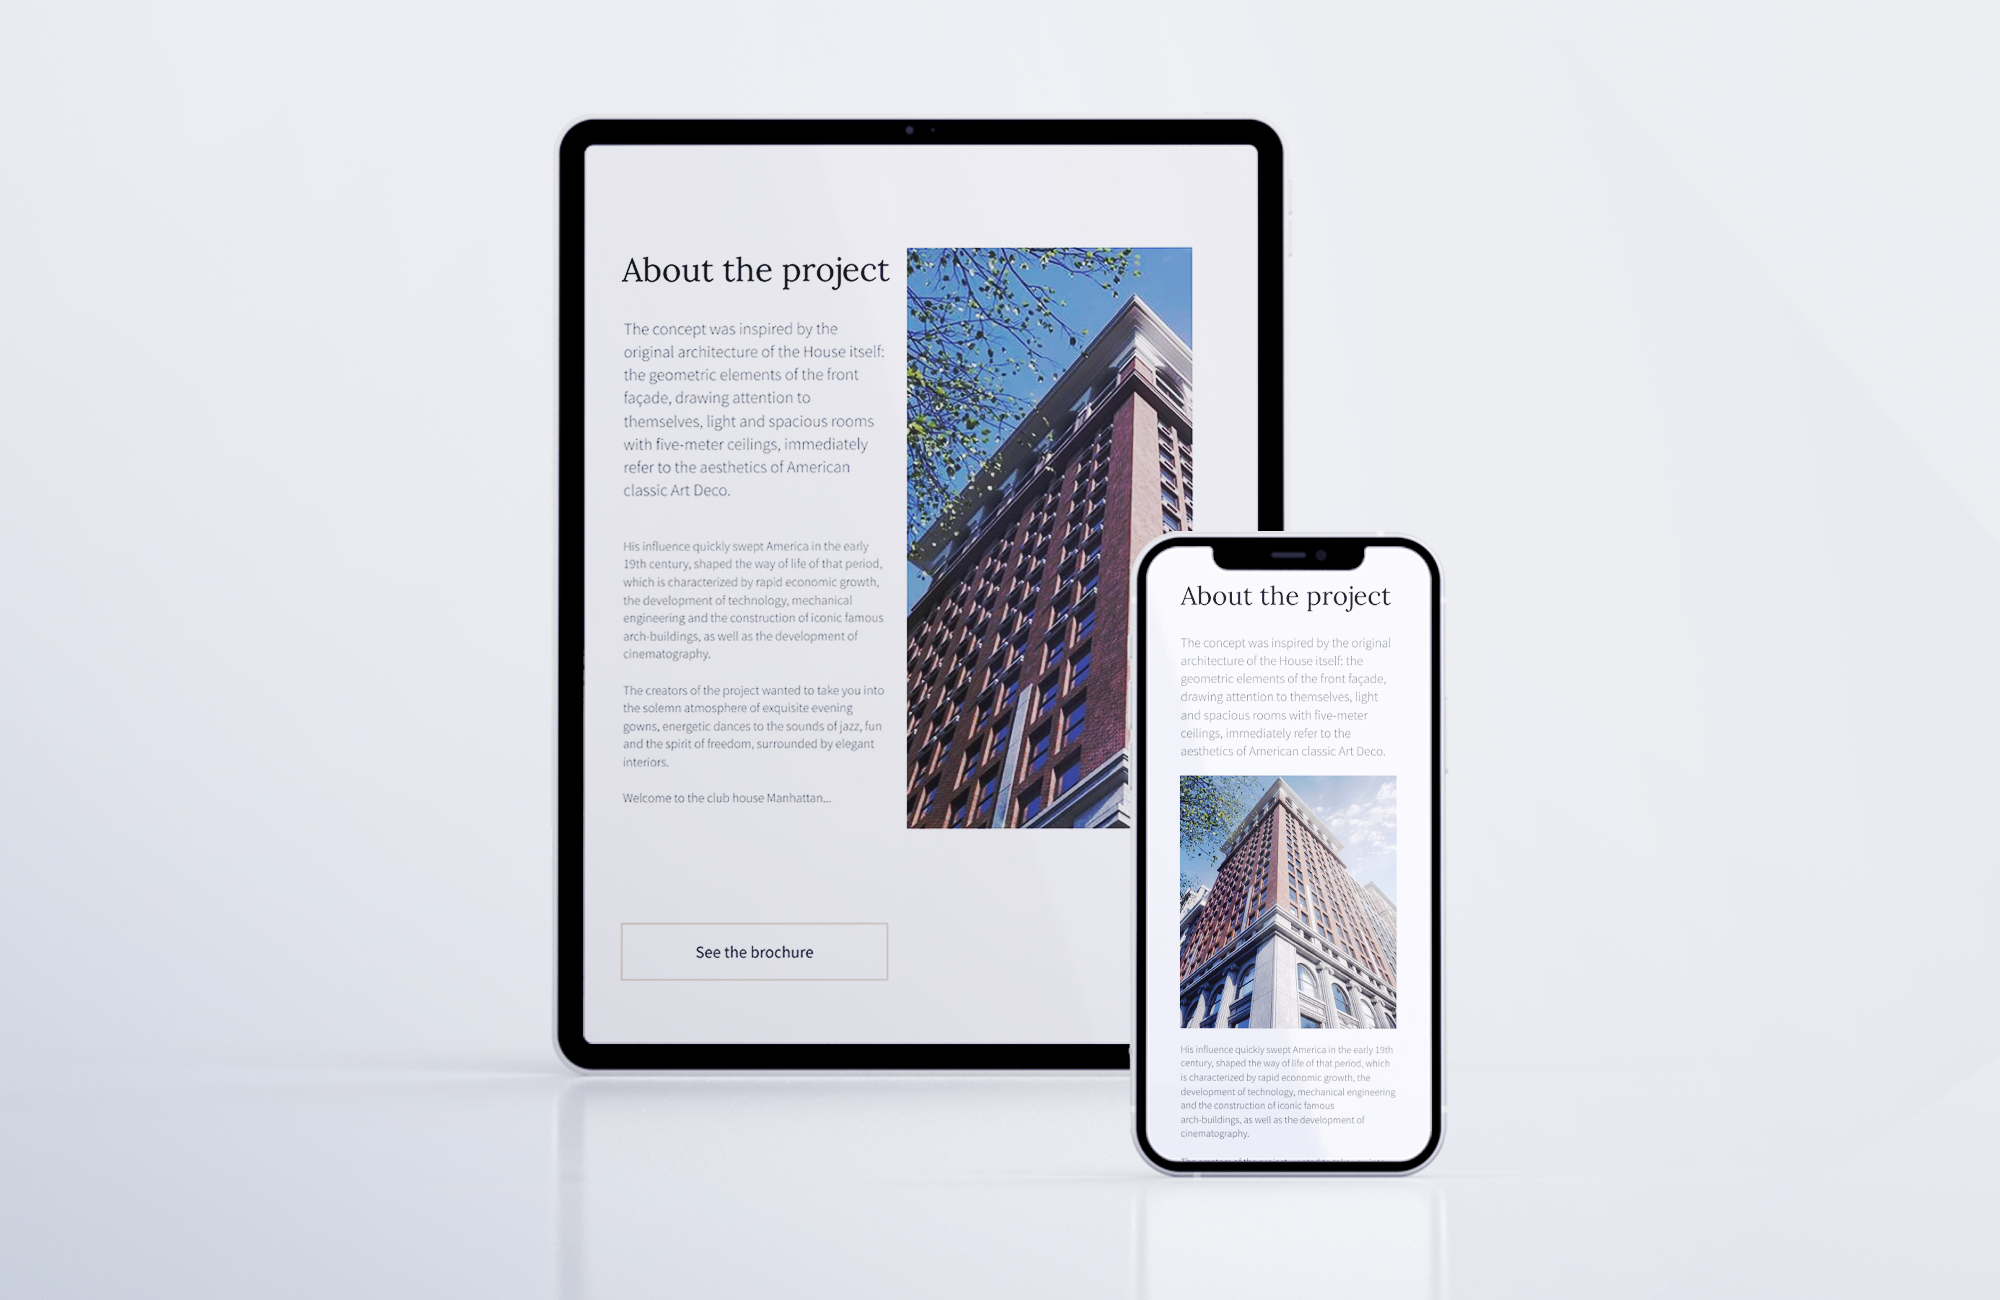 About the project
The concept was inspired by the
original architecture of the House itself:
the geometric elements of the front
façade, drawing attention to
themselves, light and spacious rooms
with five-meter ceilings, immediately
refer to the aesthetics of American
classic Art Deco.
His influence quickly swept America in the early
19th century, shaped the way of life of that period,
which is characterized by rapid economic growth,
the development of technology, mechanical
engineering and the construction of iconic famous
arch-buildings, as well as the development of
cinematography.
The creators of the project wanted to take you into
the solemn atmosphere of exquisite evening
gowns, energetic dances to the sounds of jazz, fun
and the spirit of freedom, surrounded by elegant
interiors.
Welcome to the club house Manhattan...
See the brochure
About the project
The concept was inspired by the original
architecture of the House itself: the
geometric elements of the front façade,
drawing attention to themselves, light
and spacious rooms with five-meter
ceilings, immediately refer to the
aesthetics of American classic Art Deco.
His influence quickly swept America in the early 19th
century, shaped the way of life of that period, which
is characterized by rapid economic growth, the
development of technology, mechanical engineering
and the construction of iconic famous
arch-buildings, as well as the development of
cinematography.